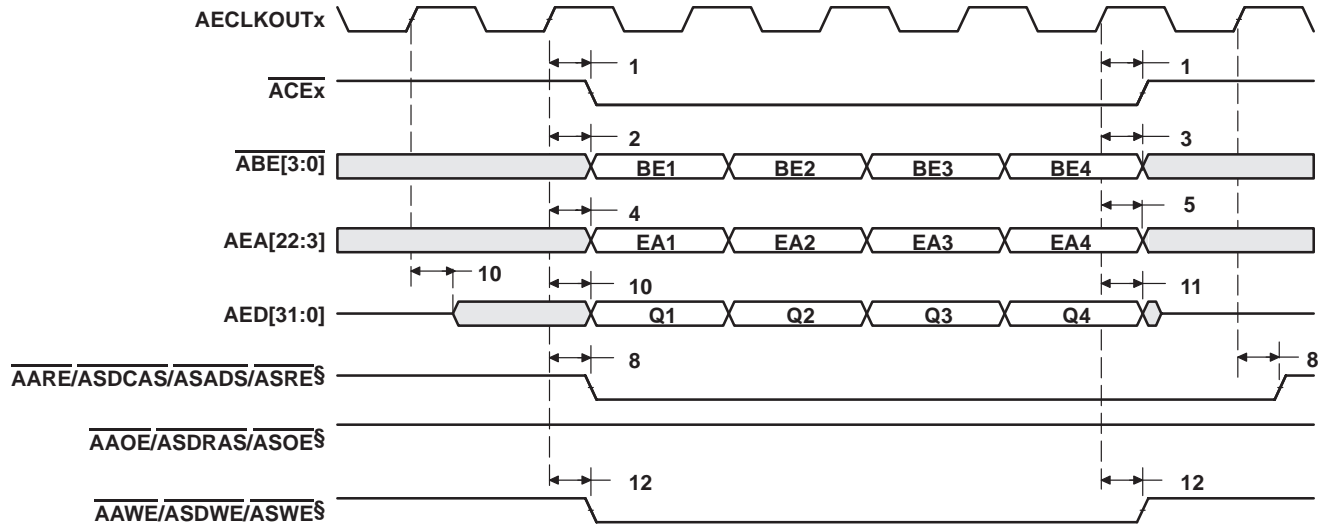 AECLKOUTx
1 1
ACEx
2 3
ABE[3:0] BE1 BE2 BE3 BE4
4 5
AEA[22:3] EA1 EA2 EA3 EA4
10 10 11
AED[31:0] Q1 Q2 Q3 Q4
8 8
AARE/ASDCAS/ASADS/ASRE§
AAOE/ASDRAS/ASOE§
12 12
AAWE/ASDWE/ASWE§